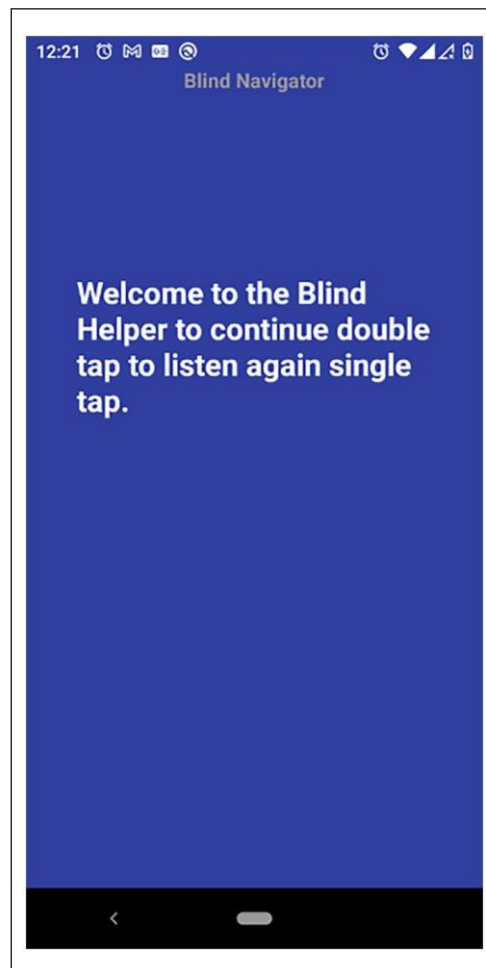 12:21
Blind Navigator
Welcome to the Blind
Helper to continue double
tap to listen again single
tap.